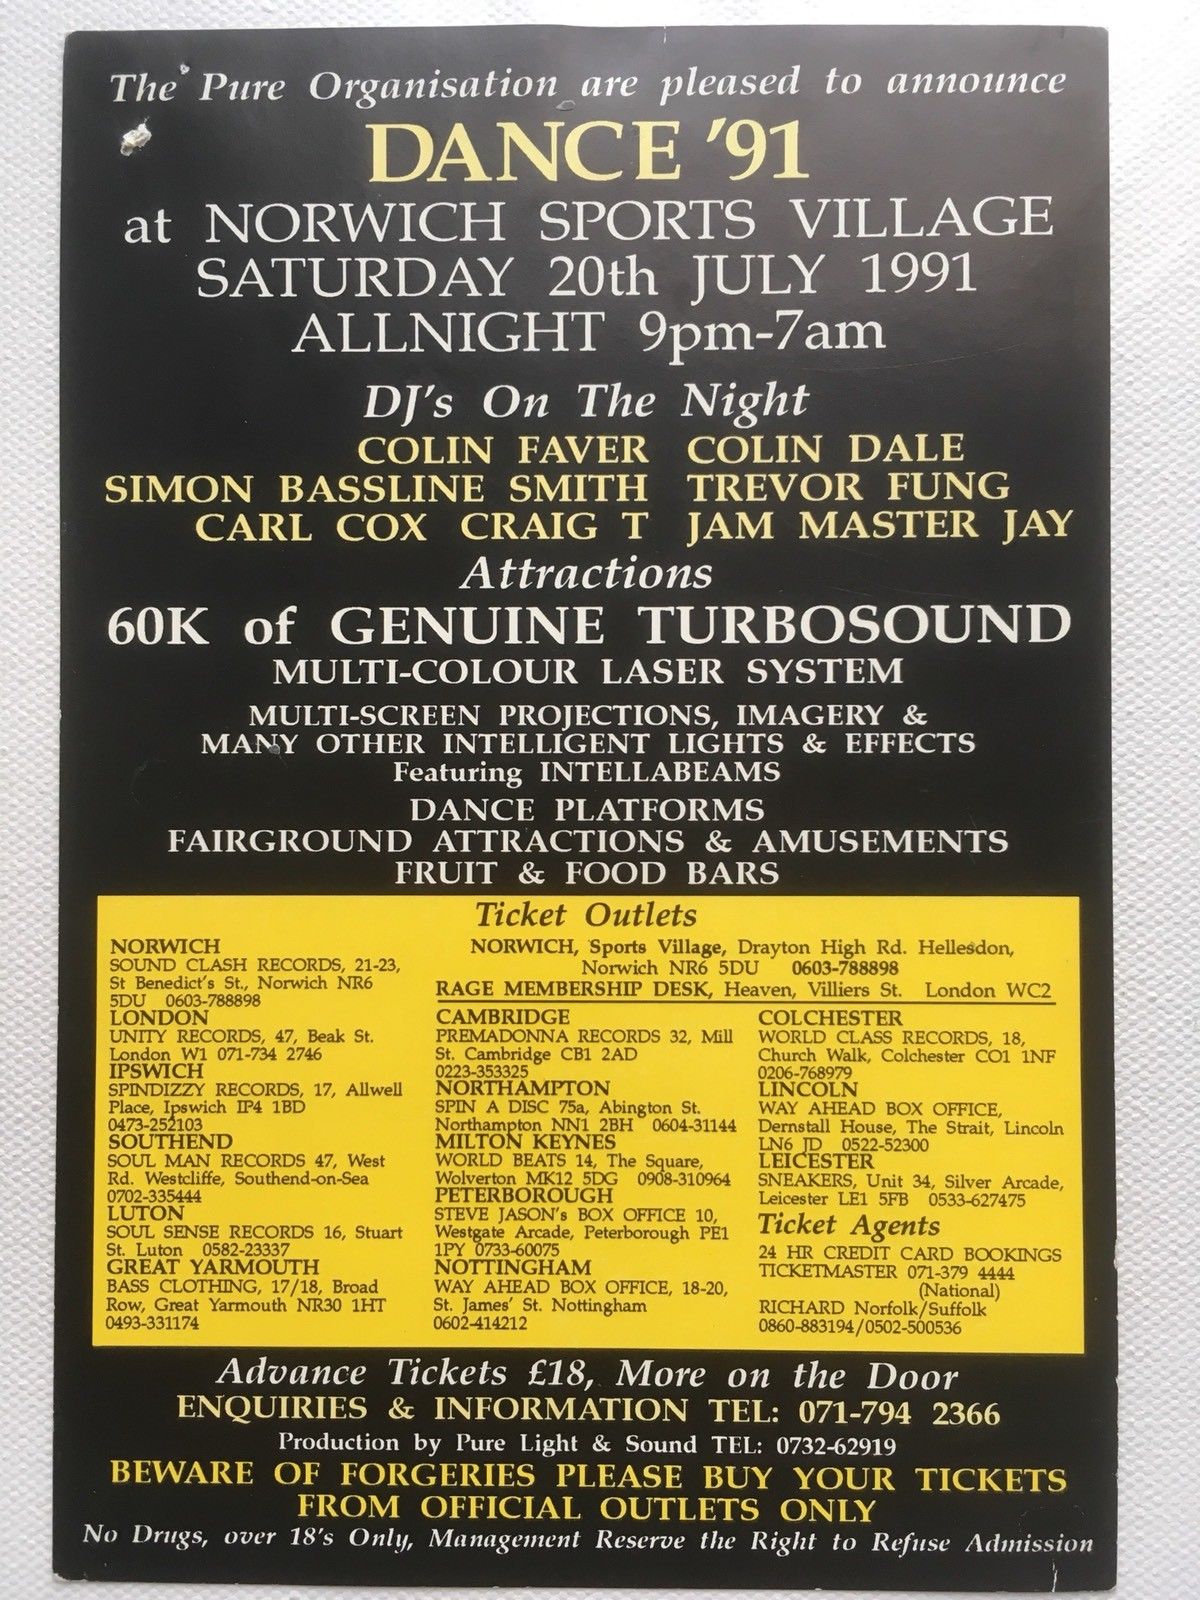 The Pure Organisation are pleased to announce
DANCE '91
at NORWICH SPORTS VILLAGE
SATURDAY 20th JULY 1991
ALLNIGHT 9pm-7am
DJ's On The Night
COLIN FAVER COLIN DALE
SIMON BASSLINE SMITH TREVOR FUNG
CARL COX CRAIG T JAM MASTER JAY
Attractions
60K of GENUINE TURBOSOUND
MULTI-COLOUR LASER SYSTEM
MULTI-SCREEN PROJECTIONS, IMAGERY &
MANY OTHER INTELLIGENT LIGHTS & EFFECTS
Featuring INTELLABEAMS
DANCE PLATFORMS
FAIRGROUND ATTRACTIONS & AMUSEMENTS
FRUIT & FOOD BARS
Ticket Outlets
NORWICH
SOUND CLASH RECORDS, 21-23,
St Benedict's St., Norwich NR6
5DU 0603-788898
NORWICH, Sports Village, Drayton High Rd. Hellesdon,
Norwich NR6 5DU 0603-788898
RAGE MEMBERSHIP DESK, Heaven, Villiers St. London WC2
LONDON
UNITY RECORDS, 47, Beak St.
London W1 071-734 2746
IPSWICH
SPINDIZZY RECORDS, 17, Allwell
Place, Ipswich IP4 1BD
0473-252103
SOUTHEND
SOUL MAN RECORDS 47, West
Rd. Westcliffe, Southend-on-Sea
0702-335444
LUTON
SOUL SENSE RECORDS 16, Stuart
St. Luton 0582-23337
GREAT YARMOUTH
BASS CLOTHING, 17/18, Broad
Row, Great Yarmouth NR30 1HT
0493-331174
CAMBRIDGE
PREMADONNA RECORDS 32, Mill
St. Cambridge CB1 2AD
0223-353325
NORTHAMPTON
SPIN A DISC 75a, Abington St.
Northampton NN1 2BH 0604-31144
MILTON KEYNES
WORLD BEATS 14, The Square,
Wolverton MK12 5DG 0908-310964
PETERBOROUGH
STEVE JASON's BOX OFFICE 10,
Westgate Arcade, Peterborough PE1
1PY 0733-60075
NOTTINGHAM
WAY AHEAD BOX OFFICE, 18-20,
St. James' St. Nottingham
0602-414212
COLCHESTER
WORLD CLASS RECORDS, 18,
Church Walk, Colchester CO1 1NF
0206-768979
LINCOLN
WAY AHEAD BOX OFFICE,
Dernstall House, The Strait, Lincoln
LN6 JD 0522-52300
LEICESTER
SNEAKERS, Unit 34, Silver Arcade,
Leicester LE1 5FB 0533-627475
Ticket Agents
24 HR CREDIT CARD BOOKINGS
TICKETMASTER 071-379 4444
(National)
RICHARD Norfolk/Suffolk
0860-883194/0502-500536
Advance Tickets £18, More on the Door
ENQUIRIES & INFORMATION TEL: 071-794 2366
Production by Pure Light & Sound TEL: 0732-62919
BEWARE OF FORGERIES PLEASE BUY YOUR TICKETS
FROM OFFICIAL OUTLETS ONLY
No Drugs, over 18's Only, Management Reserve the Right to Refuse Admission